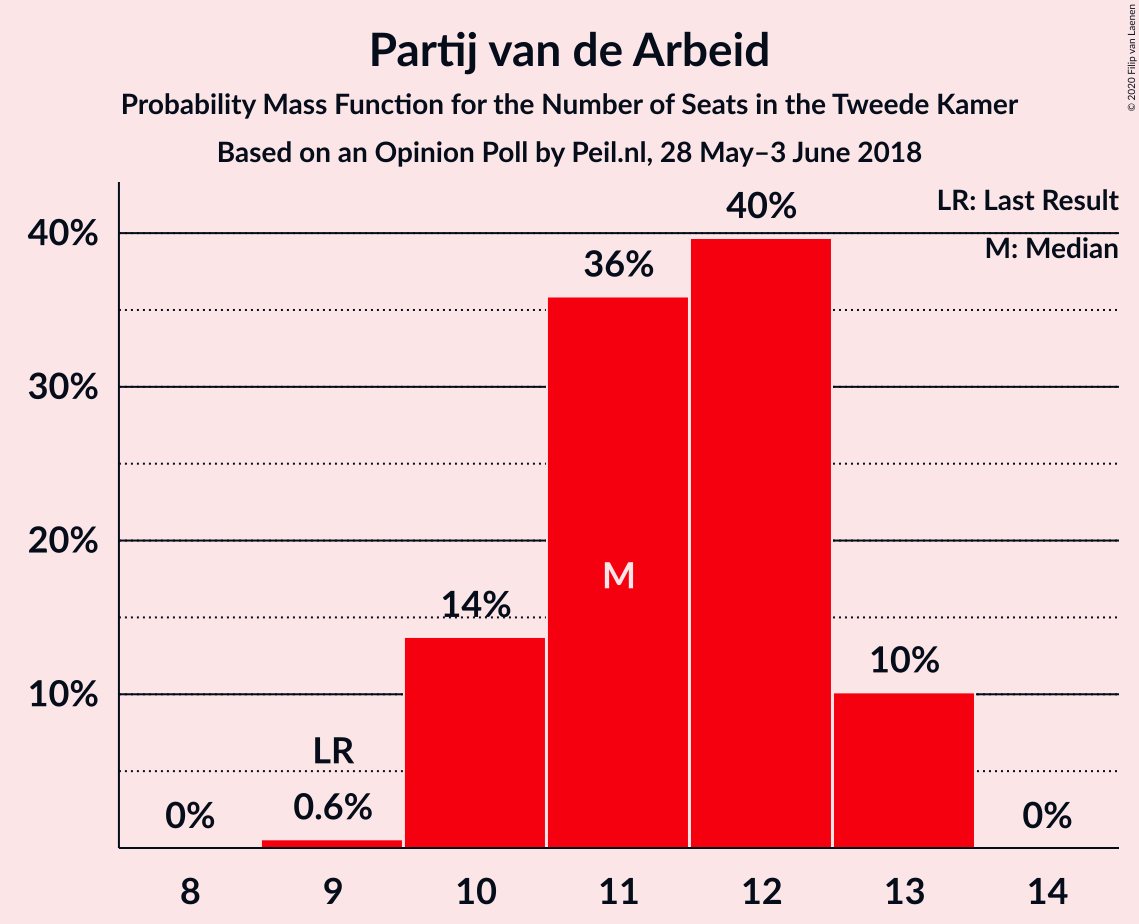 Partij van de Arbeid
Probability Mass Function for the Number of Seats in the Tweede Kamer
Based on an Opinion Poll by Peil.nl, 28 May–3 June 2018
© 2020 Filip van Laenen
LR: Last Result
M: Median
40%
30%
20%
10%
0%
LR
0.6%
14%
36%
M
40%
10%
0%
8
9
10
11
12
13
14